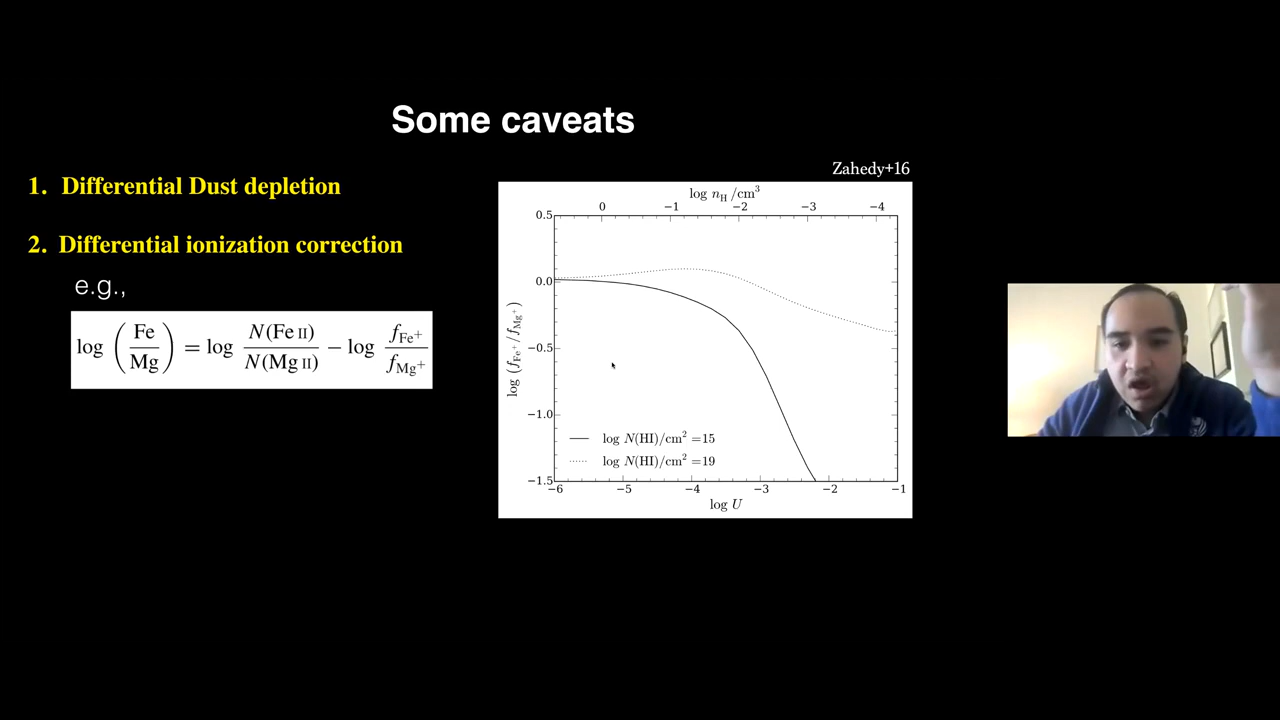 Some caveats
1. Differential Dust depletion
2. Differential ionization correction
e.g.,
log (Fe/Mg) = log N(Fe II)/N(Mg II) − log f_Fe+/f_Mg+
Zahedy+16
log n_H /cm^3
0 −1 −2 −3 −4
0.5
0.0
−0.5
−1.0
−1.5
log (f_Fe+/f_Mg+)
log N(HI)/cm^2 =15
log N(HI)/cm^2 =19
−6 −5 −4 −3 −2 −1
log U